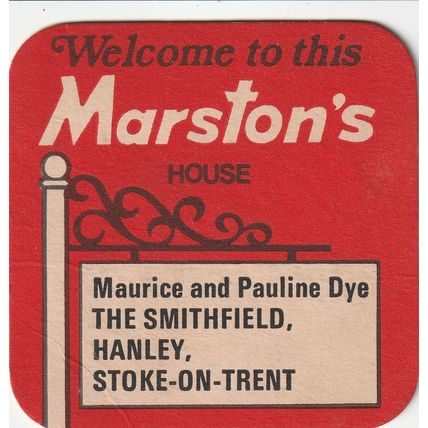 Welcome to this
Marston's
HOUSE
Maurice and Pauline Dye
THE SMITHFIELD,
HANLEY,
STOKE-ON-TRENT